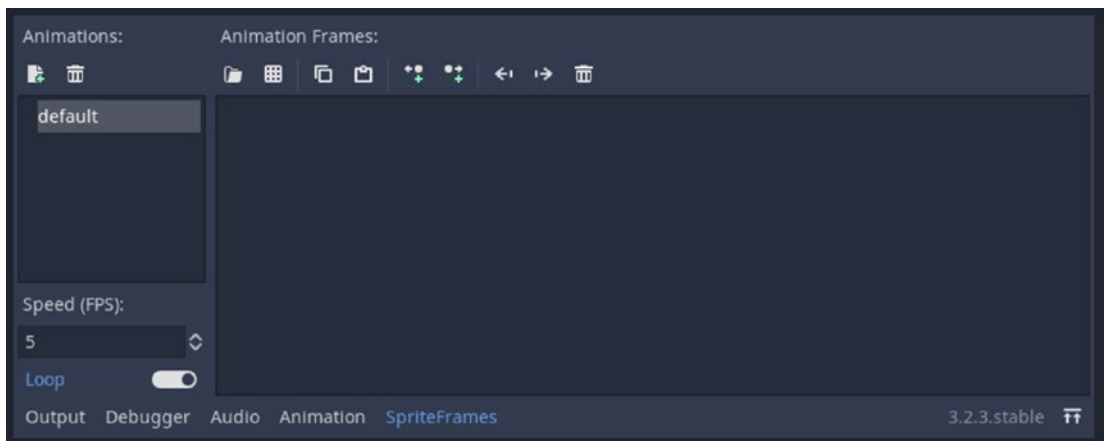 Animations:
Animation Frames:
default
Speed (FPS):
5
Loop
Output Debugger Audio Animation SpriteFrames 3.2.3.stable